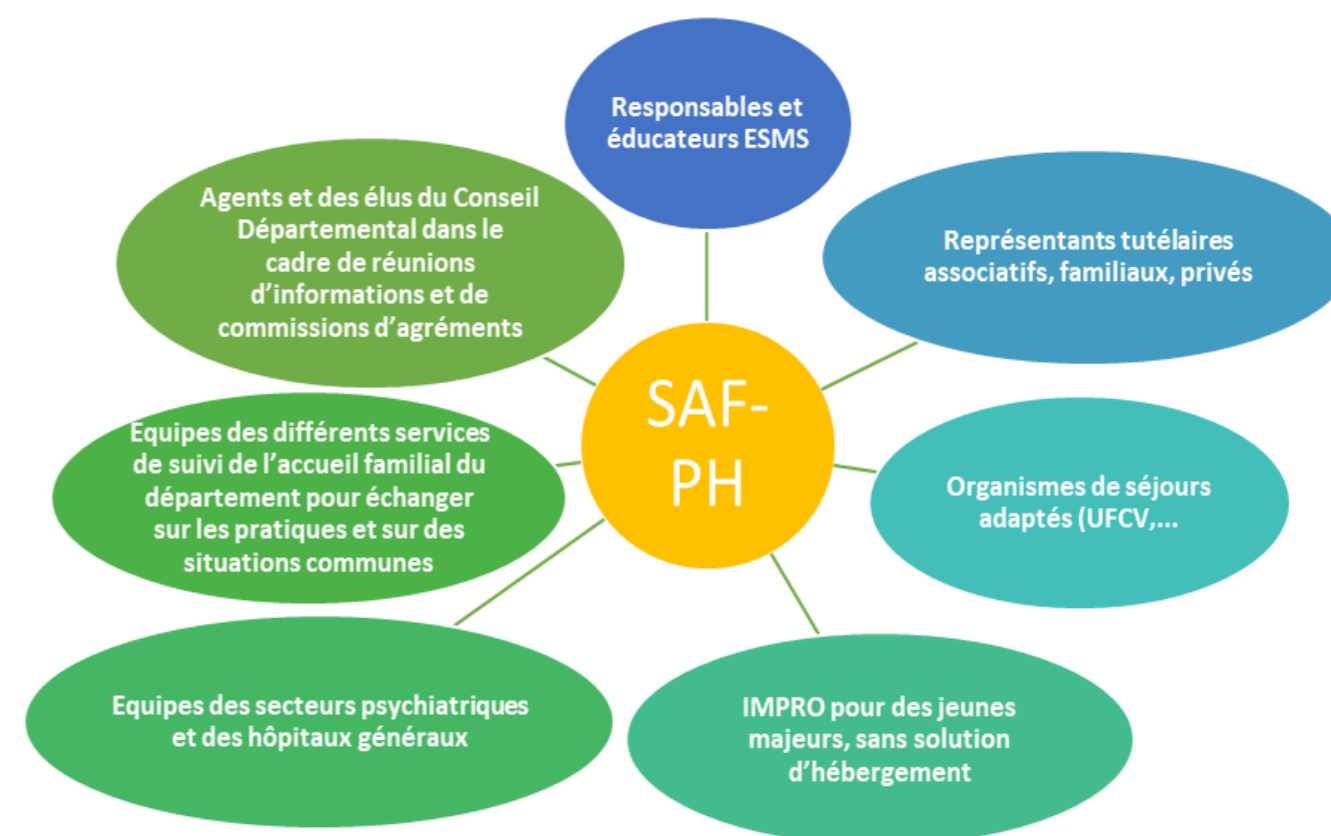 Responsables et
éducateurs ESMS
Agents et des élus du Conseil
Départemental dans le
cadre de réunions
d’informations et de
commissions d’agréments
Représentants tutélaires
associatifs, familiaux, privés
SAF-
PH
Equipes des différents services
de suivi de l’accueil familial du
département pour échanger
sur les pratiques et sur des
situations communes
Organismes de séjours
adaptés (UFCV,...
Equipes des secteurs psychiatriques
et des hôpitaux généraux
IMPRO pour des jeunes
majeurs, sans solution
d’hébergement